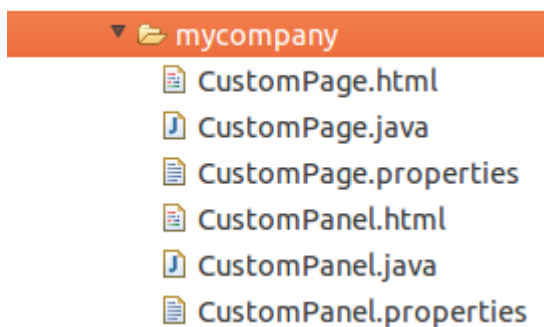 mycompany
CustomPage.html
CustomPage.java
CustomPage.properties
CustomPanel.html
CustomPanel.java
CustomPanel.properties